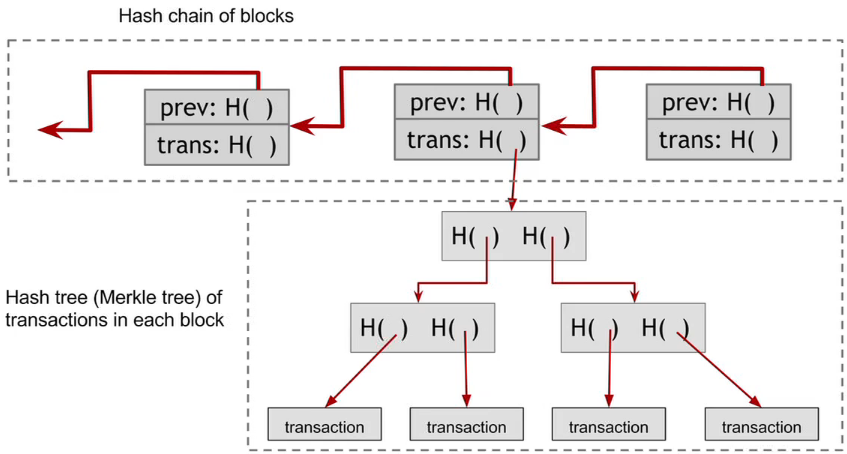 Hash chain of blocks
prev: H( )
trans: H( )
prev: H( )
trans: H( )
prev: H( )
trans: H( )
H( ) H( )
Hash tree (Merkle tree) of
transactions in each block
H( ) H( )
H( ) H( )
transaction
transaction
transaction
transaction